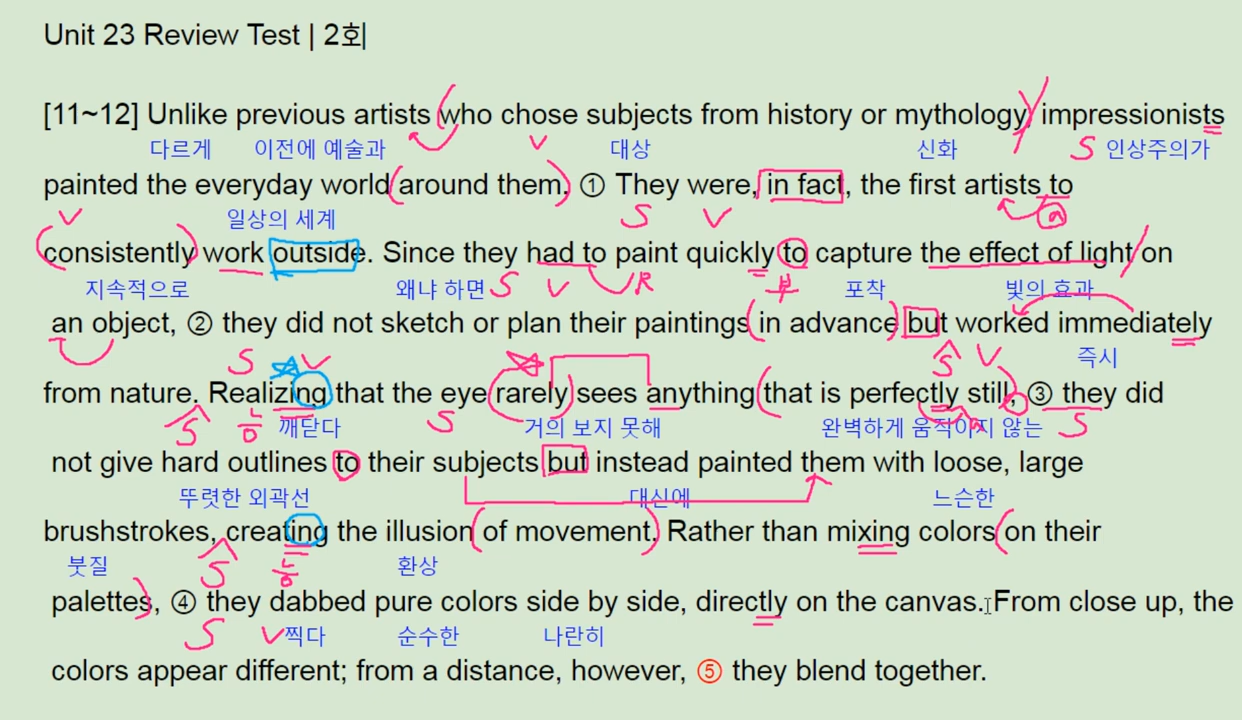 Unit 23 Review Test | 2회
[11~12] Unlike previous artists who chose subjects from history or mythology, impressionists
다르게 이전에 예술과 V 대상 신화 S 인상주의가
painted the everyday world around them. ① They were, in fact, the first artists to
V 일상의 세계 S V a
consistently work outside. Since they had to paint quickly to capture the effect of light on
지속적으로 왜냐 하면 S V R 부 포착 빛의 효과
an object, ② they did not sketch or plan their paintings in advance but worked immediately
S V S V 즉시
from nature. Realizing that the eye rarely sees anything that is perfectly still, ③ they did
S 능 깨닫다 S 거의 보지 못해 완벽하게 움직이지 않는 S
not give hard outlines to their subjects but instead painted them with loose, large
뚜렷한 외곽선 대신에 느슨한
brushstrokes, creating the illusion of movement. Rather than mixing colors on their
붓질 S 능 환상
palettes, ④ they dabbed pure colors side by side, directly on the canvas. From close up, the
S V 찍다 순수한 나란히
colors appear different; from a distance, however, ⑤ they blend together.